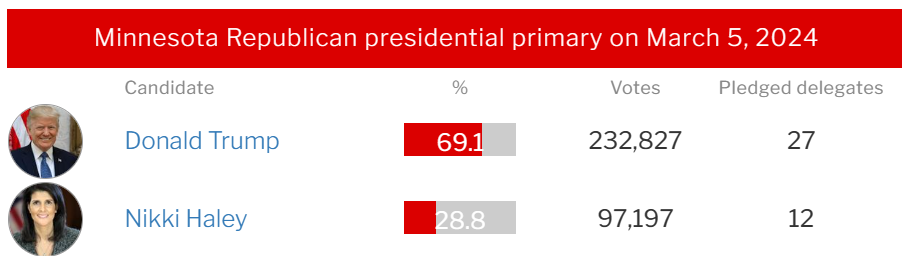 Minnesota Republican presidential primary on March 5, 2024
Candidate % Votes Pledged delegates
Donald Trump 69.1 232,827 27
Nikki Haley 28.8 97,197 12